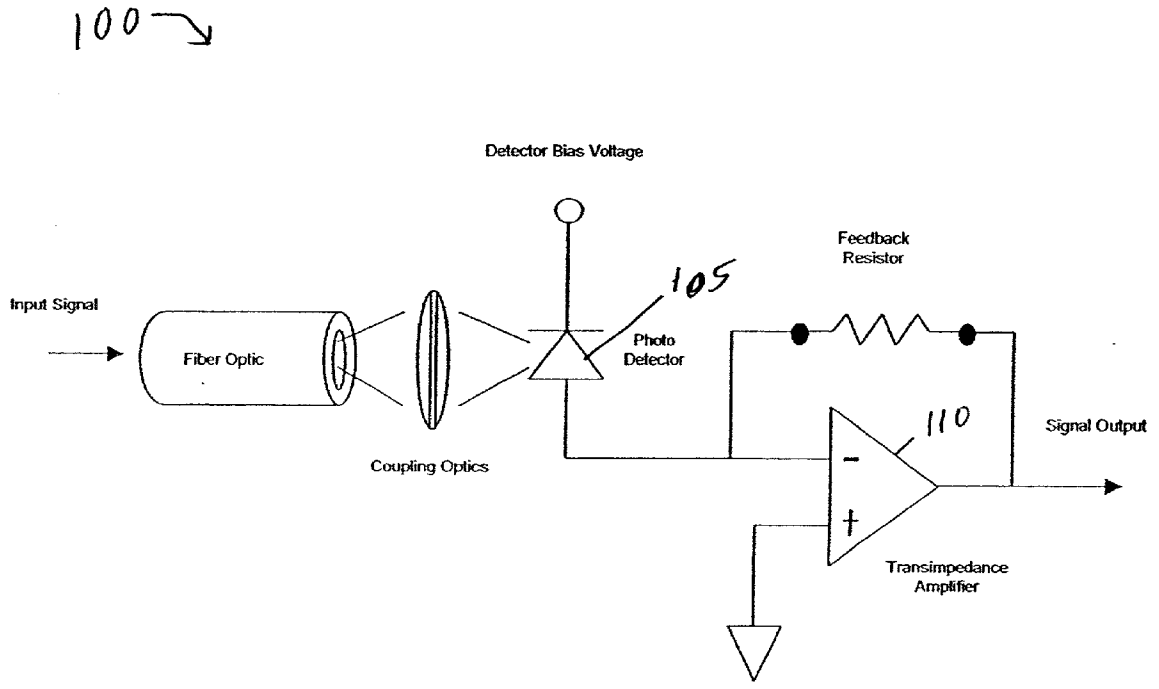 100
Detector Bias Voltage
Feedback
Resistor
105
Input Signal
Fiber Optic
Photo
Detector
110
Signal Output
Coupling Optics
-
+
Transimpedance
Amplifier